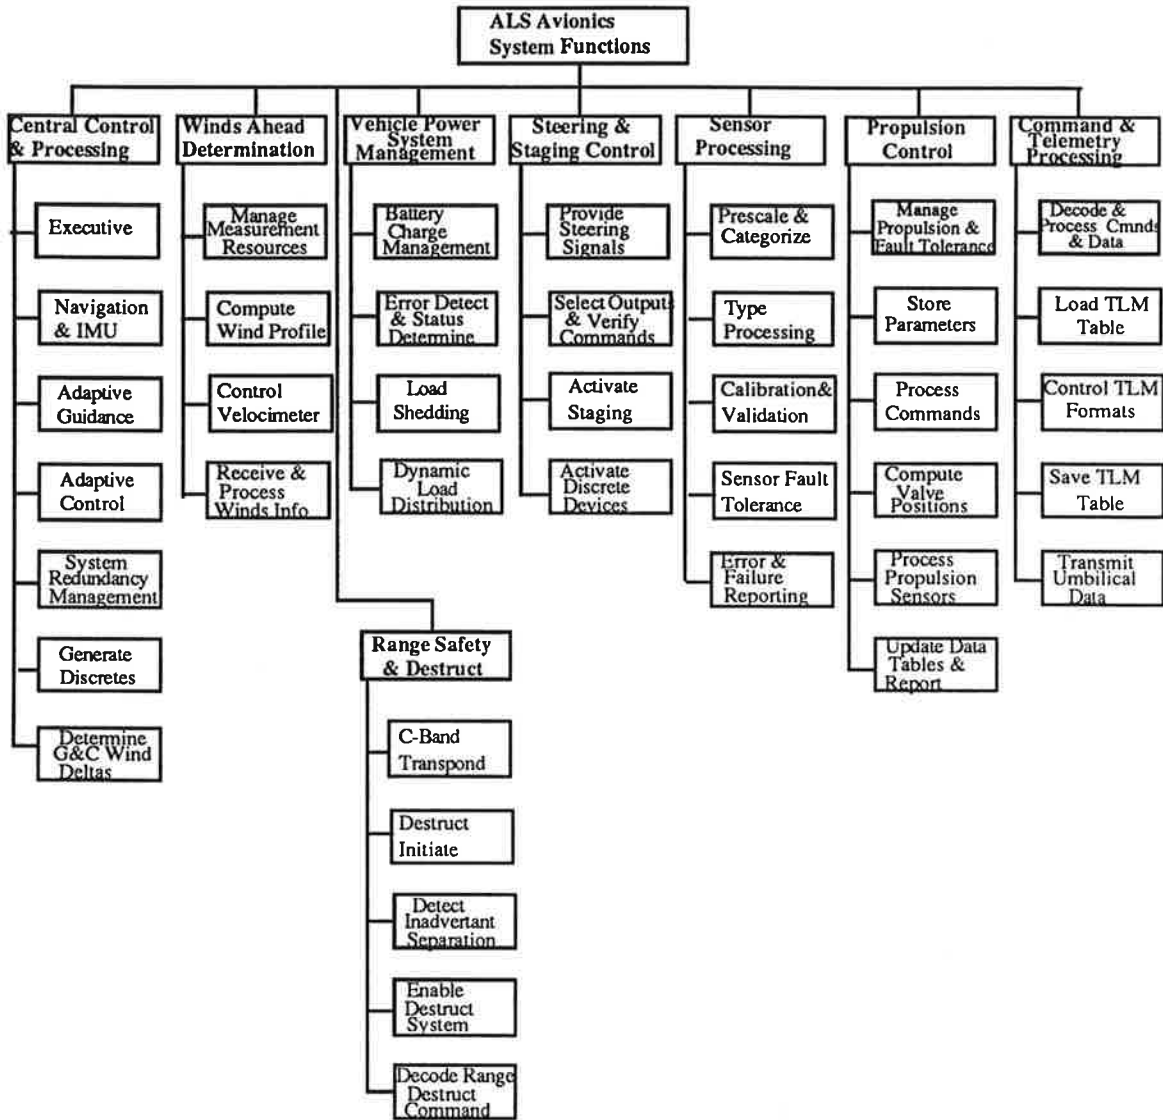 ALS Avionics
System Functions
Central Control
& Processing
Executive
Navigation
& IMU
Adaptive
Guidance
Adaptive
Control
System
Redundancy
Management
Generate
Discretes
Determine
G&C Wind
Deltas
Winds Ahead
Determination
Manage
Measurement
Resources
Compute
Wind Profile
Control
Velocimeter
Receive &
Process
Winds Info
Range Safety
& Destruct
C-Band
Transpond
Destruct
Initiate
Detect
Inadvertant
Separation
Enable
Destruct
System
Decode Range
Destruct
Command
Vehicle Power
System
Management
Battery
Charge
Management
Error Detect
& Status
Determine
Load
Shedding
Dynamic
Load
Distribution
Steering &
Staging Control
Provide
Steering
Signals
Select Outputs
& Verify
Commands
Activate
Staging
Activate
Discrete
Devices
Sensor
Processing
Prescale &
Categorize
Type
Processing
Calibration&
Validation
Sensor Fault
Tolerance
Error &
Failure
Reporting
Propulsion
Control
Manage
Propulsion &
Fault Tolerance
Store
Parameters
Process
Commands
Compute
Valve
Positions
Process
Propulsion
Sensors
Update Data
Tables &
Report
Command &
Telemetry
Processing
Decode &
Process Cmnds
& Data
Load TLM
Table
Control TLM
Formats
Save TLM
Table
Transmit
Umbilical
Data